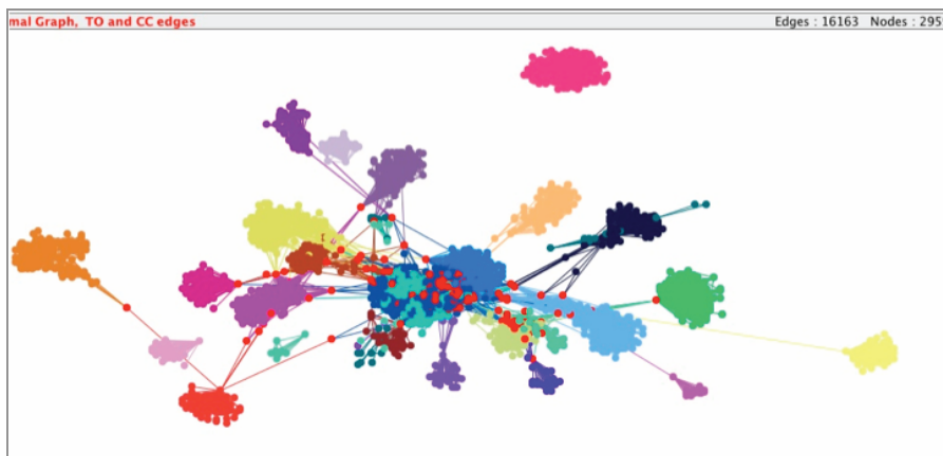 mal Graph, TO and CC edges
Edges : 16163 Nodes : 295